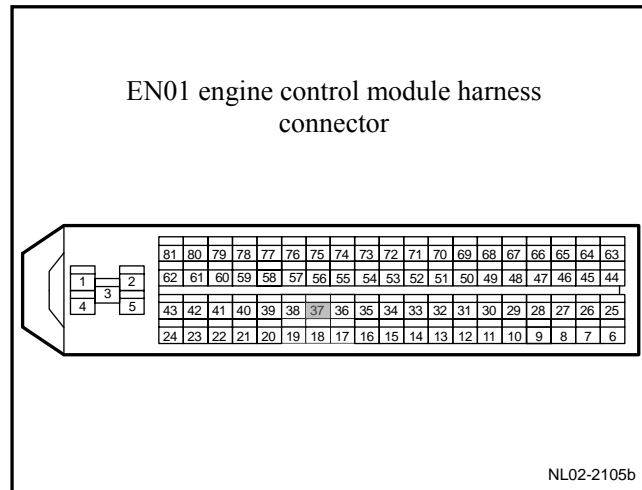 EN01 engine control module harness
connector
81 80 79 78 77 76 75 74 73 72 71 70 69 68 67 66 65 64 63
1 2 62 61 60 59 58 57 56 55 54 53 52 51 50 49 48 47 46 45 44
3
4 5 43 42 41 40 39 38 37 36 35 34 33 32 31 30 29 28 27 26 25
24 23 22 21 20 19 18 17 16 15 14 13 12 11 10 9 8 7 6
NL02-2105b